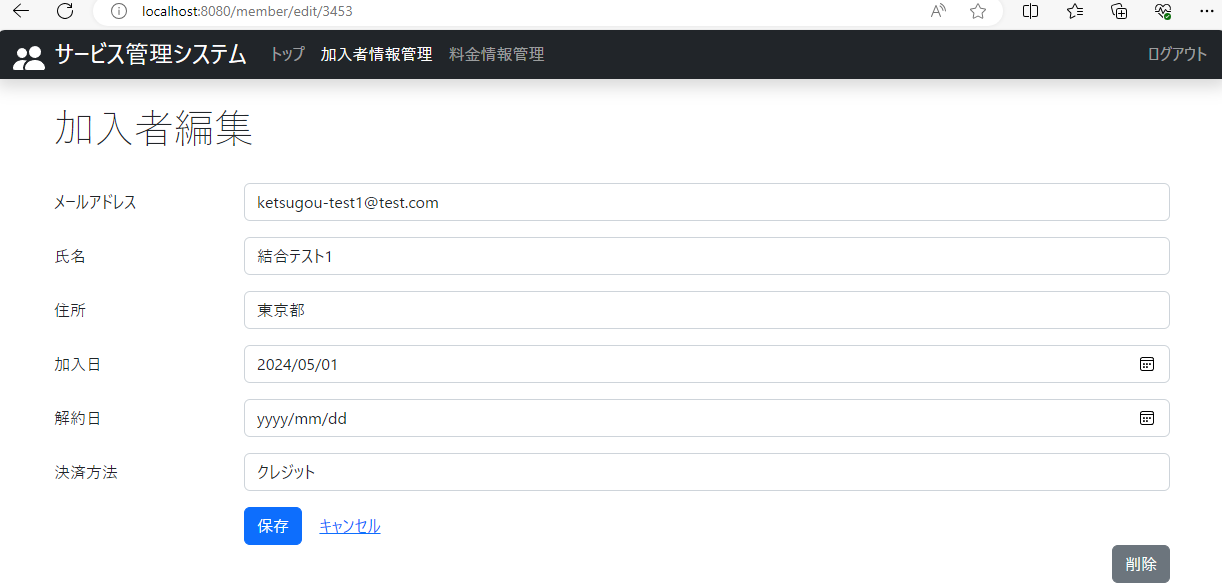 localhost:8080/member/edit/3453
サービス管理システム トップ 加入者情報管理 料金情報管理 ログアウト
加入者編集
メールアドレス ketsugou-test1@test.com
氏名 結合テスト1
住所 東京都
加入日 2024/05/01
解約日 yyyy/mm/dd
決済方法 クレジット
保存 キャンセル
削除